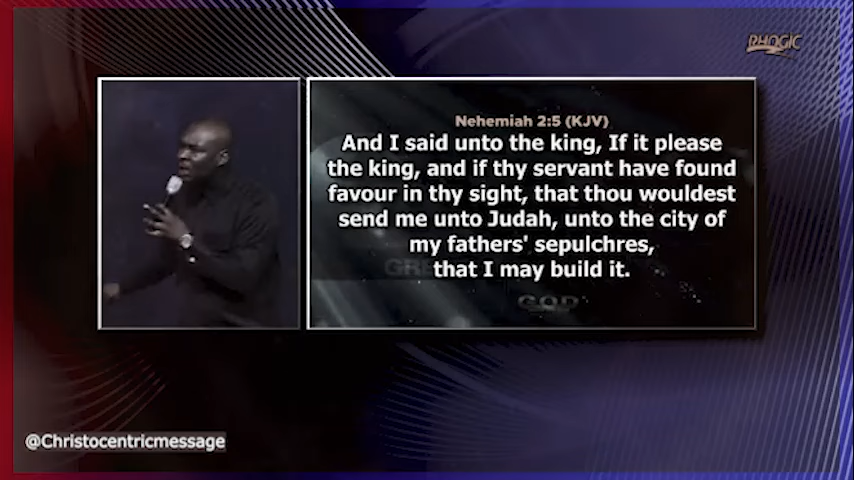 RHOGIC
Nehemiah 2:5 (KJV)
And I said unto the king, If it please
the king, and if thy servant have found
favour in thy sight, that thou wouldest
send me unto Judah, unto the city of
my fathers' sepulchres,
that I may build it.
GOD
@Christocentricmessage